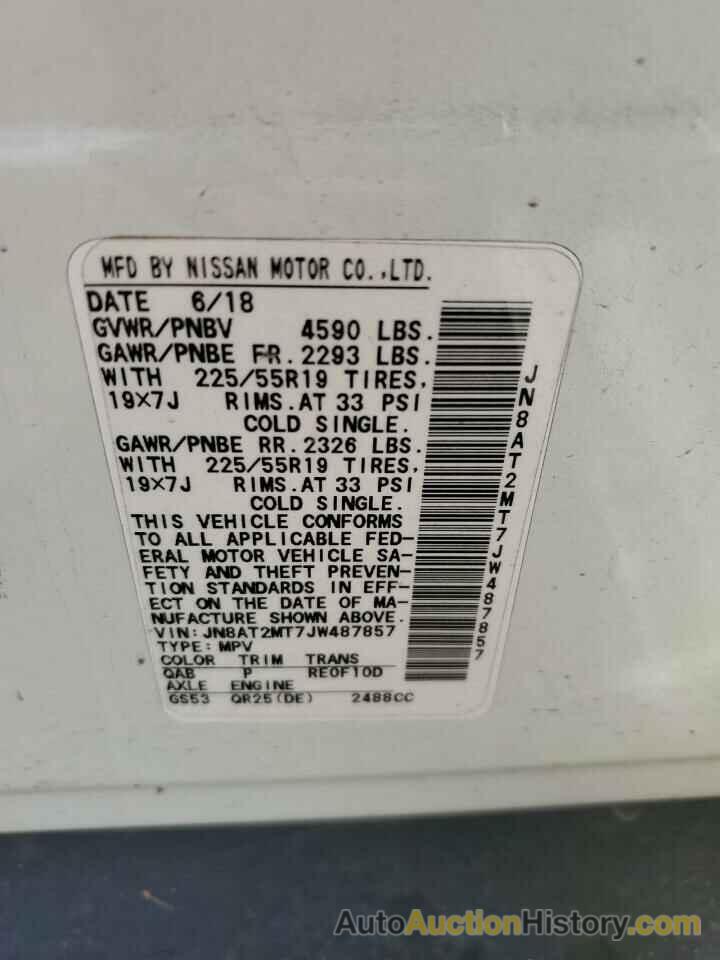 MFD BY NISSAN MOTOR CO.,LTD.
DATE 6/18
GVWR/PNBV 4590 LBS.
GAWR/PNBE FR.2293 LBS.
WITH 225/55R19 TIRES,
19X7J RIMS.AT 33 PSI
COLD SINGLE.
GAWR/PNBE RR.2326 LBS.
WITH 225/55R19 TIRES,
19X7J RIMS.AT 33 PSI
COLD SINGLE.
THIS VEHICLE CONFORMS
TO ALL APPLICABLE FED-
ERAL MOTOR VEHICLE SA-
FETY AND THEFT PREVEN-
TION STANDARDS IN EFF-
ECT ON THE DATE OF MA-
NUFACTURE SHOWN ABOVE.
VIN:JN8AT2MT7JW487857
TYPE:MPV
COLOR TRIM TRANS
QAB P RE0F10D
AXLE ENGINE
GS53 QR25(DE) 2488CC
JN8AT2MT7JW487857
AutoAuctionHistory.com